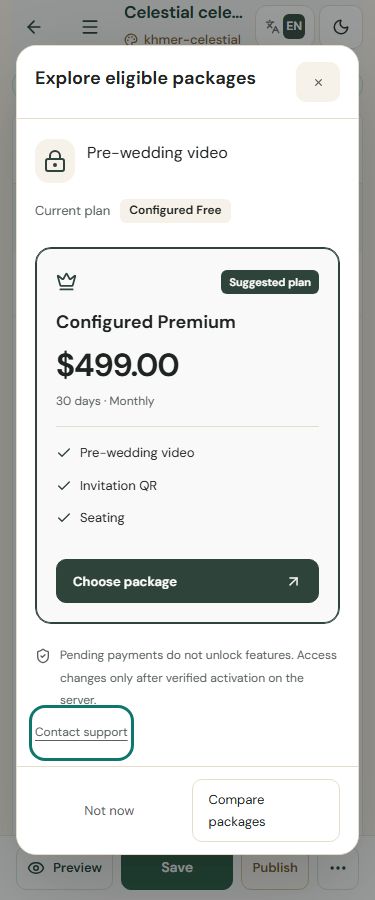 Celestial cele...
EN
khmer-celestial
Explore eligible packages
×
Pre-wedding video
Current plan
Configured Free
Suggested plan
Configured Premium
$499.00
30 days · Monthly
Pre-wedding video
Invitation QR
Seating
Choose package
Pending payments do not unlock features. Access
changes only after verified activation on the
server.
Contact support
Not now
Compare
packages
Preview
Save
Publish